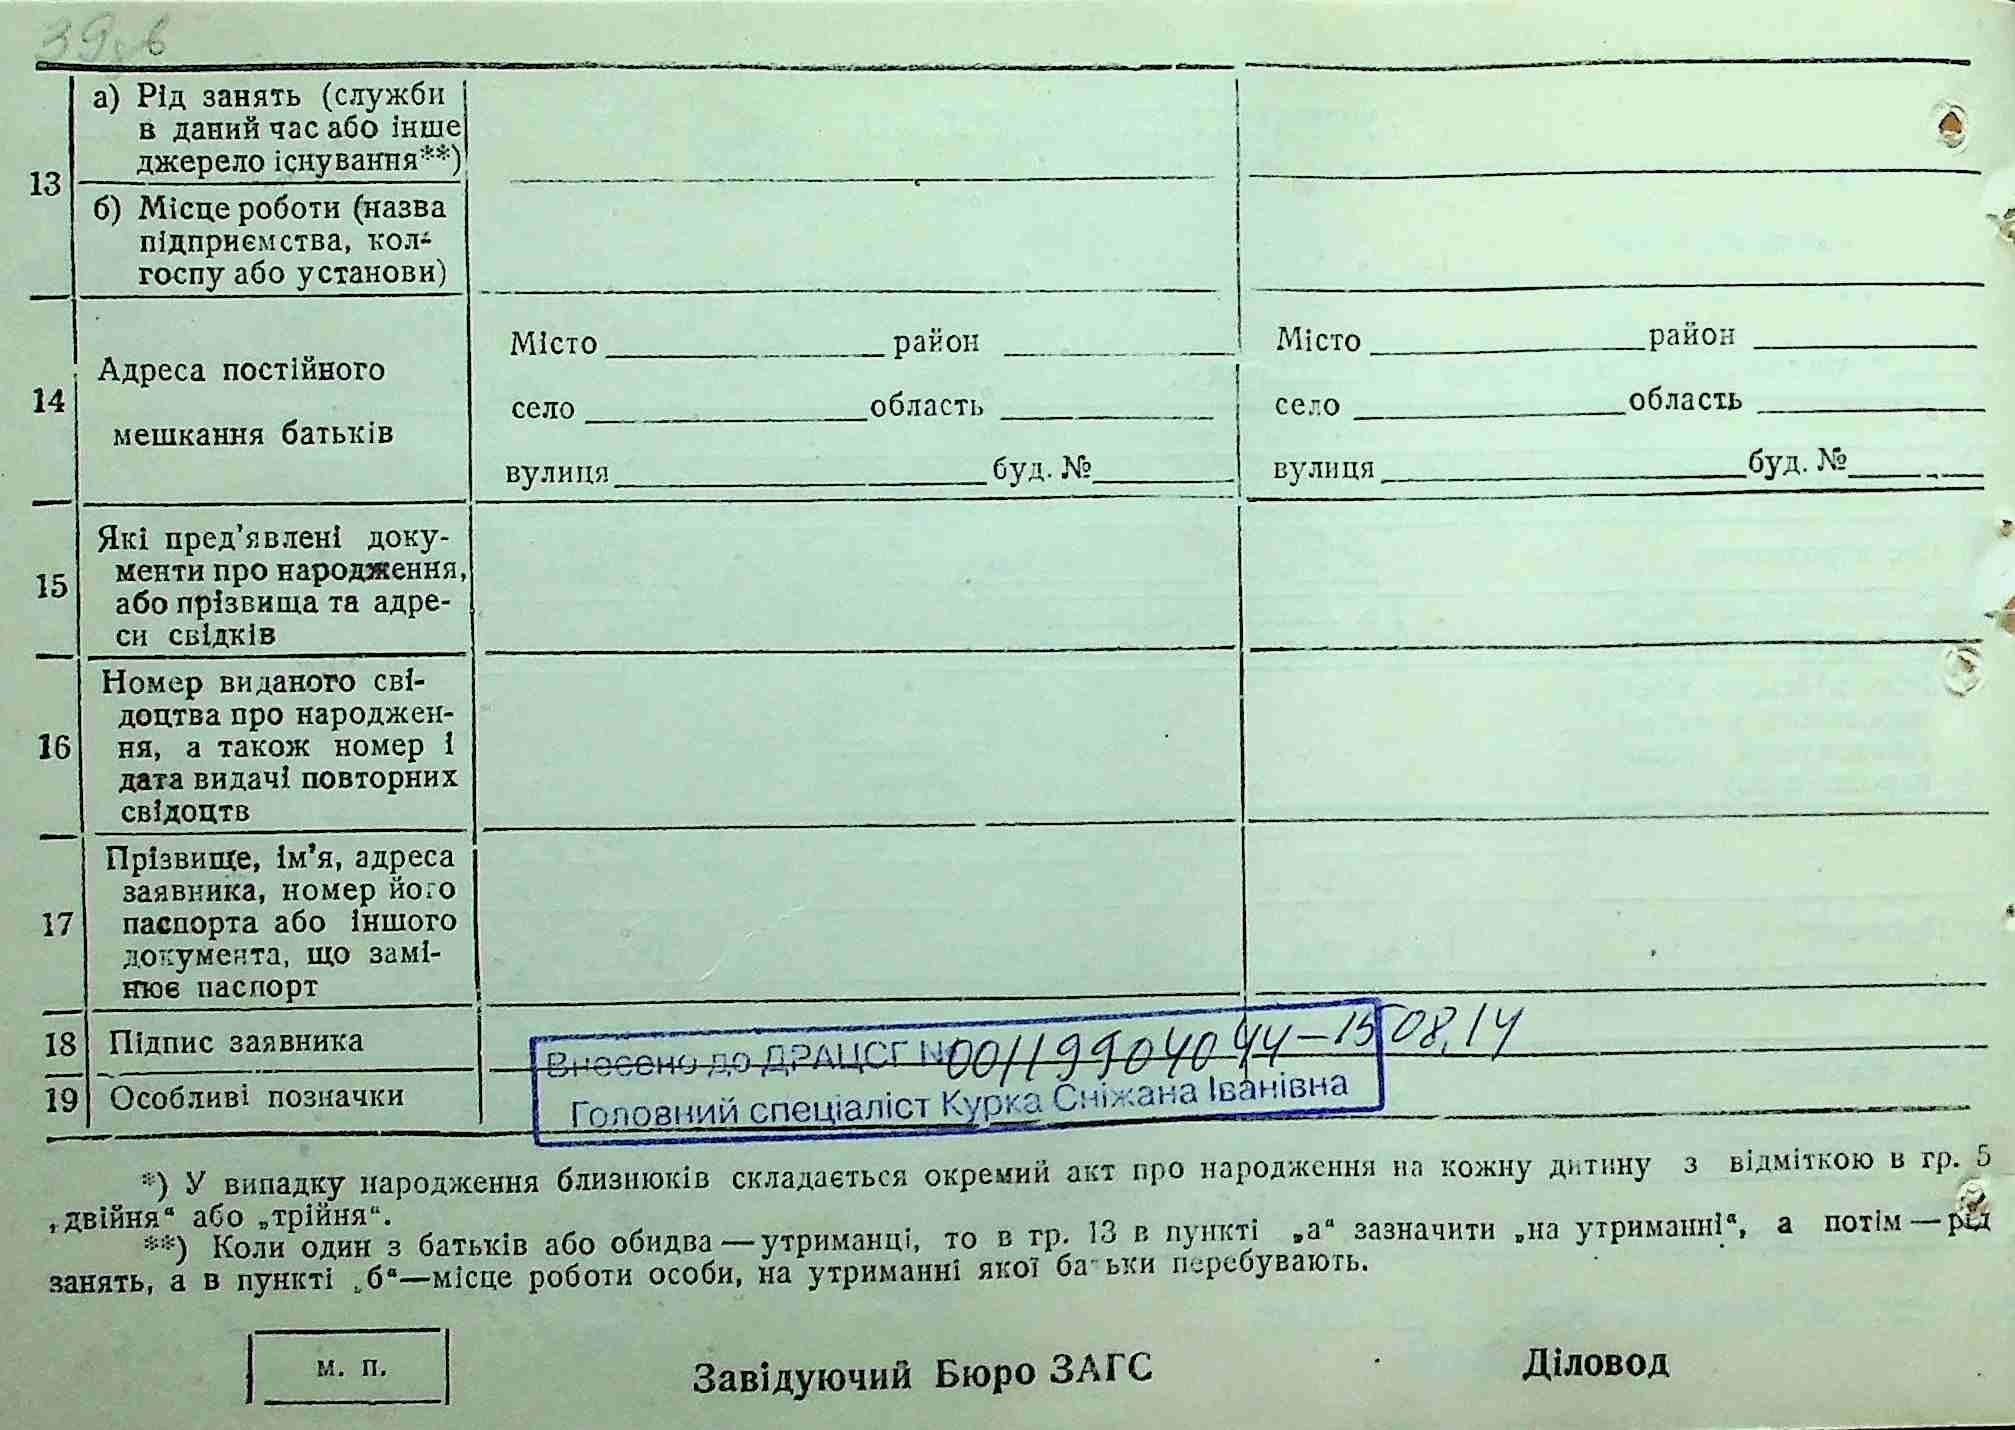 39 в
13
а) Рід занять (служби
в даний час або інше
джерело існування**)
б) Місце роботи (назва
підприємства, кол-
госпу або установи)
14
Адреса постійного
мешкання батьків
Місто район
село область
вулиця буд. №
Місто район
село область
вулиця буд. №
15
Які пред’явлені доку-
менти про народження,
або прізвища та адре-
си свідків
16
Номер виданого сві-
доцтва про народжен-
ня, а також номер і
дата видачі повторних
свідоцтв
17
Прізвище, ім’я, адреса
заявника, номер його
паспорта або іншого
документа, що замі-
нює паспорт
18 Підпис заявника
Внесено до ДРАЦСГ № 00119904044-15.08.14
Головний спеціаліст Курка Сніжана Іванівна
19 Особливі позначки
*) У випадку народження близнюків складається окремий акт про народження на кожну дитину з відміткою в гр. 5
„двійня“ або „трійня“.
**) Коли один з батьків або обидва — утриманці, то в гр. 13 в пункті „а“ зазначити „на утриманні“, а потім — рід
занять, а в пункті „б“—місце роботи особи, на утриманні якої батьки перебувають.
м. п.
Завідуючий Бюро ЗАГС
Діловод